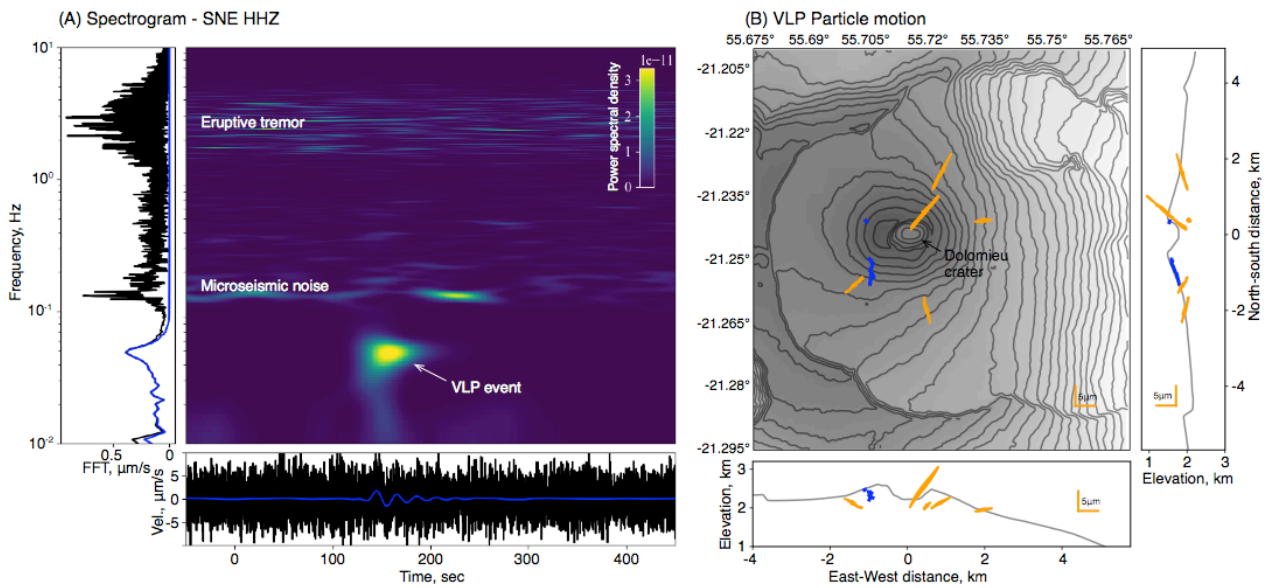 (A) Spectrogram - SNE HHZ
10¹
10⁰
10⁻¹
10⁻²
Frequency, Hz
0.5
0
FFT, μm/s
Eruptive tremor
Microseismic noise
VLP event
1e−11
3
2
1
0
Power spectral density
10
5
0
-5
Vel., μm/s
0
100
200
300
400
Time, sec
(B) VLP Particle motion
55.675° 55.69° 55.705° 55.72° 55.735° 55.75° 55.765°
-21.205°
-21.22°
-21.235°
-21.25°
-21.265°
-21.28°
-21.295°
Dolomieu
crater
5μm
5μm
4
2
0
-2
-4
North-south distance, km
1 2 3
Elevation, km
3
2
1
Elevation, km
5μm
-4 -2 0 2 4
East-West distance, km